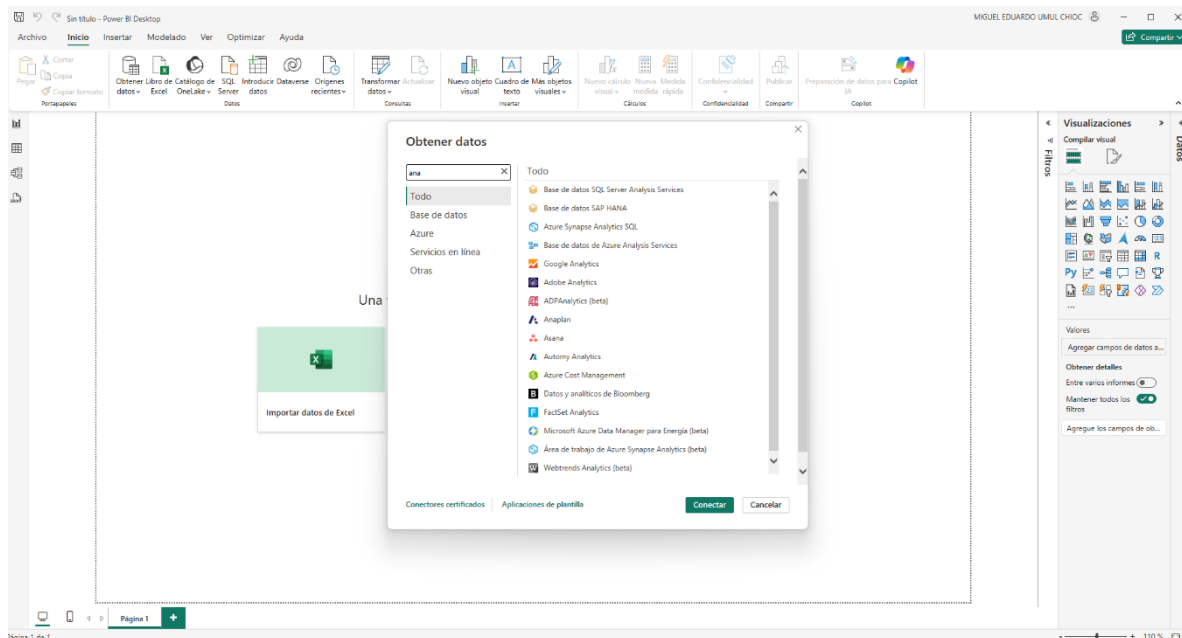 Sin título - Power BI Desktop
MIGUEL EDUARDO UMUL CHIOC
Archivo Inicio Insertar Modelado Ver Optimizar Ayuda
Compartir
Pegar
Cortar
Copia
Copiar formato
Portapapeles
Obtener datos
Libro de Excel
Catálogo de OneLake
SQL Server
Introducir datos
Dataverse
Orígenes recientes
Datos
Transformar datos
Actualizar
Consultas
Nuevo objeto visual
Cuadro de texto
Más objetos visuales
Insertar
Nuevo cálculo visual
Nueva medida
Medida rápida
Cálculos
Confidencialidad
Confidencialidad
Publicar
Compartir
Preparación de datos para IA
Copilot
Copilot
Obtener datos
ana
Todo
Base de datos
Azure
Servicios en línea
Otras
Todo
Base de datos SQL Server Analysis Services
Base de datos SAP HANA
Azure Synapse Analytics SQL
Base de datos de Azure Analysis Services
Google Analytics
Adobe Analytics
ADPAnalytics (beta)
Anaplan
Asana
Automy Analytics
Azure Cost Management
Datos y analíticos de Bloomberg
FactSet Analytics
Microsoft Azure Data Manager para Energía (beta)
Área de trabajo de Azure Synapse Analytics (beta)
Webtrends Analytics (beta)
Conectores certificados
Aplicaciones de plantilla
Conectar
Cancelar
Una
Importar datos de Excel
Filtros
Visualizaciones
Compilar visual
Datos
R
Py
...
Valores
Agregar campos de datos a...
Obtener detalles
Entre varios informes
Mantener todos los
filtros
Agregue los campos de ob...
Página 1
Página 1 de 1
110 %